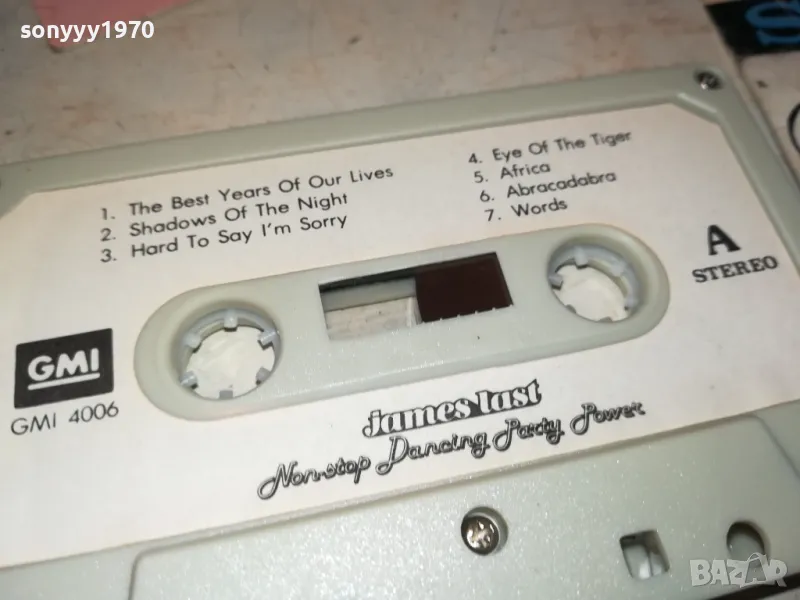 sonyyy1970
S
1. The Best Years Of Our Lives
2. Shadows Of The Night
3. Hard To Say I'm Sorry
4. Eye Of The Tiger
5. Africa
6. Abracadabra
7. Words
A
STEREO
GMI
GMI 4006
james last
Non-stop Dancing Party Power
BAZAR